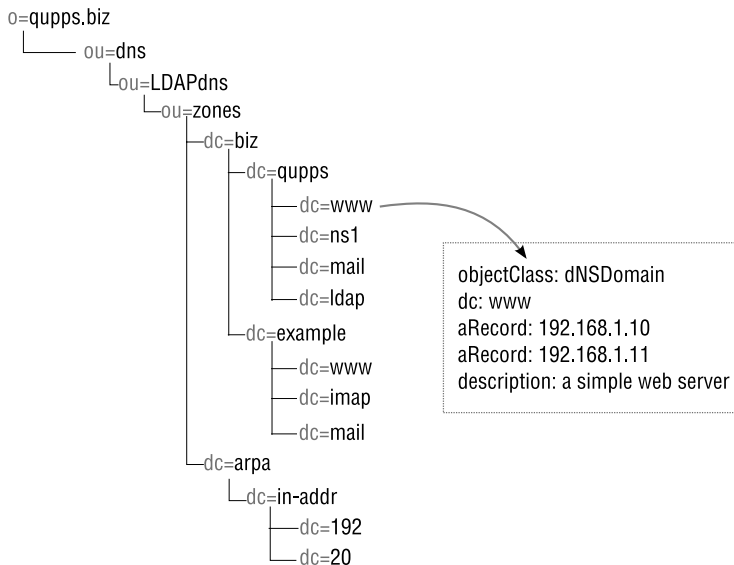 o=qupps.biz
ou=dns
ou=LDAPdns
ou=zones
dc=biz
dc=qupps
dc=www
dc=ns1
dc=mail
dc=ldap
dc=example
dc=www
dc=imap
dc=mail
dc=arpa
dc=in-addr
dc=192
dc=20
objectClass: dNSDomain
dc: www
aRecord: 192.168.1.10
aRecord: 192.168.1.11
description: a simple web server